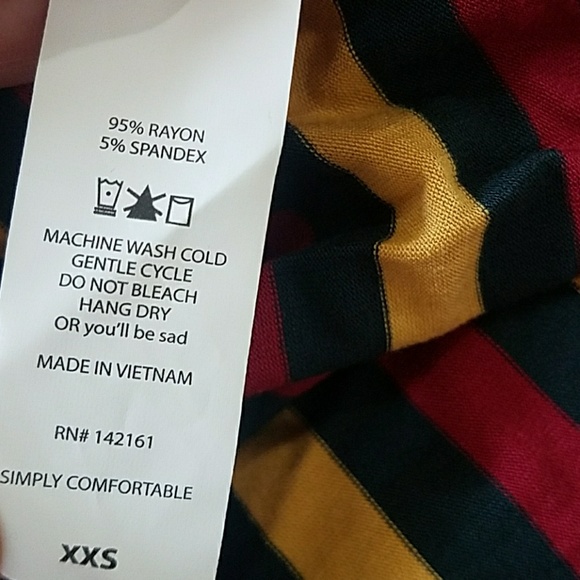 95% RAYON
5% SPANDEX
MACHINE WASH COLD
GENTLE CYCLE
DO NOT BLEACH
HANG DRY
OR you'll be sad
MADE IN VIETNAM
RN# 142161
SIMPLY COMFORTABLE
XXS